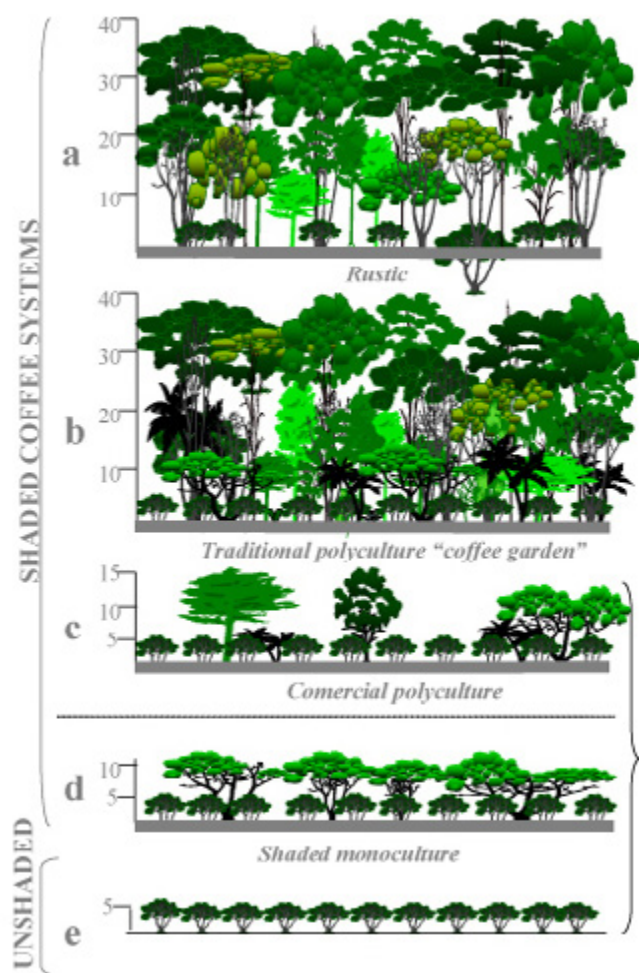 SHADED COFFEE SYSTEMS
a
40
30
20
10
Rustic
b
40
30
20
10
Traditional polyculture “coffee garden”
c
15
10
5
Comercial polyculture
d
10
5
Shaded monoculture
UNSHADED
e
5